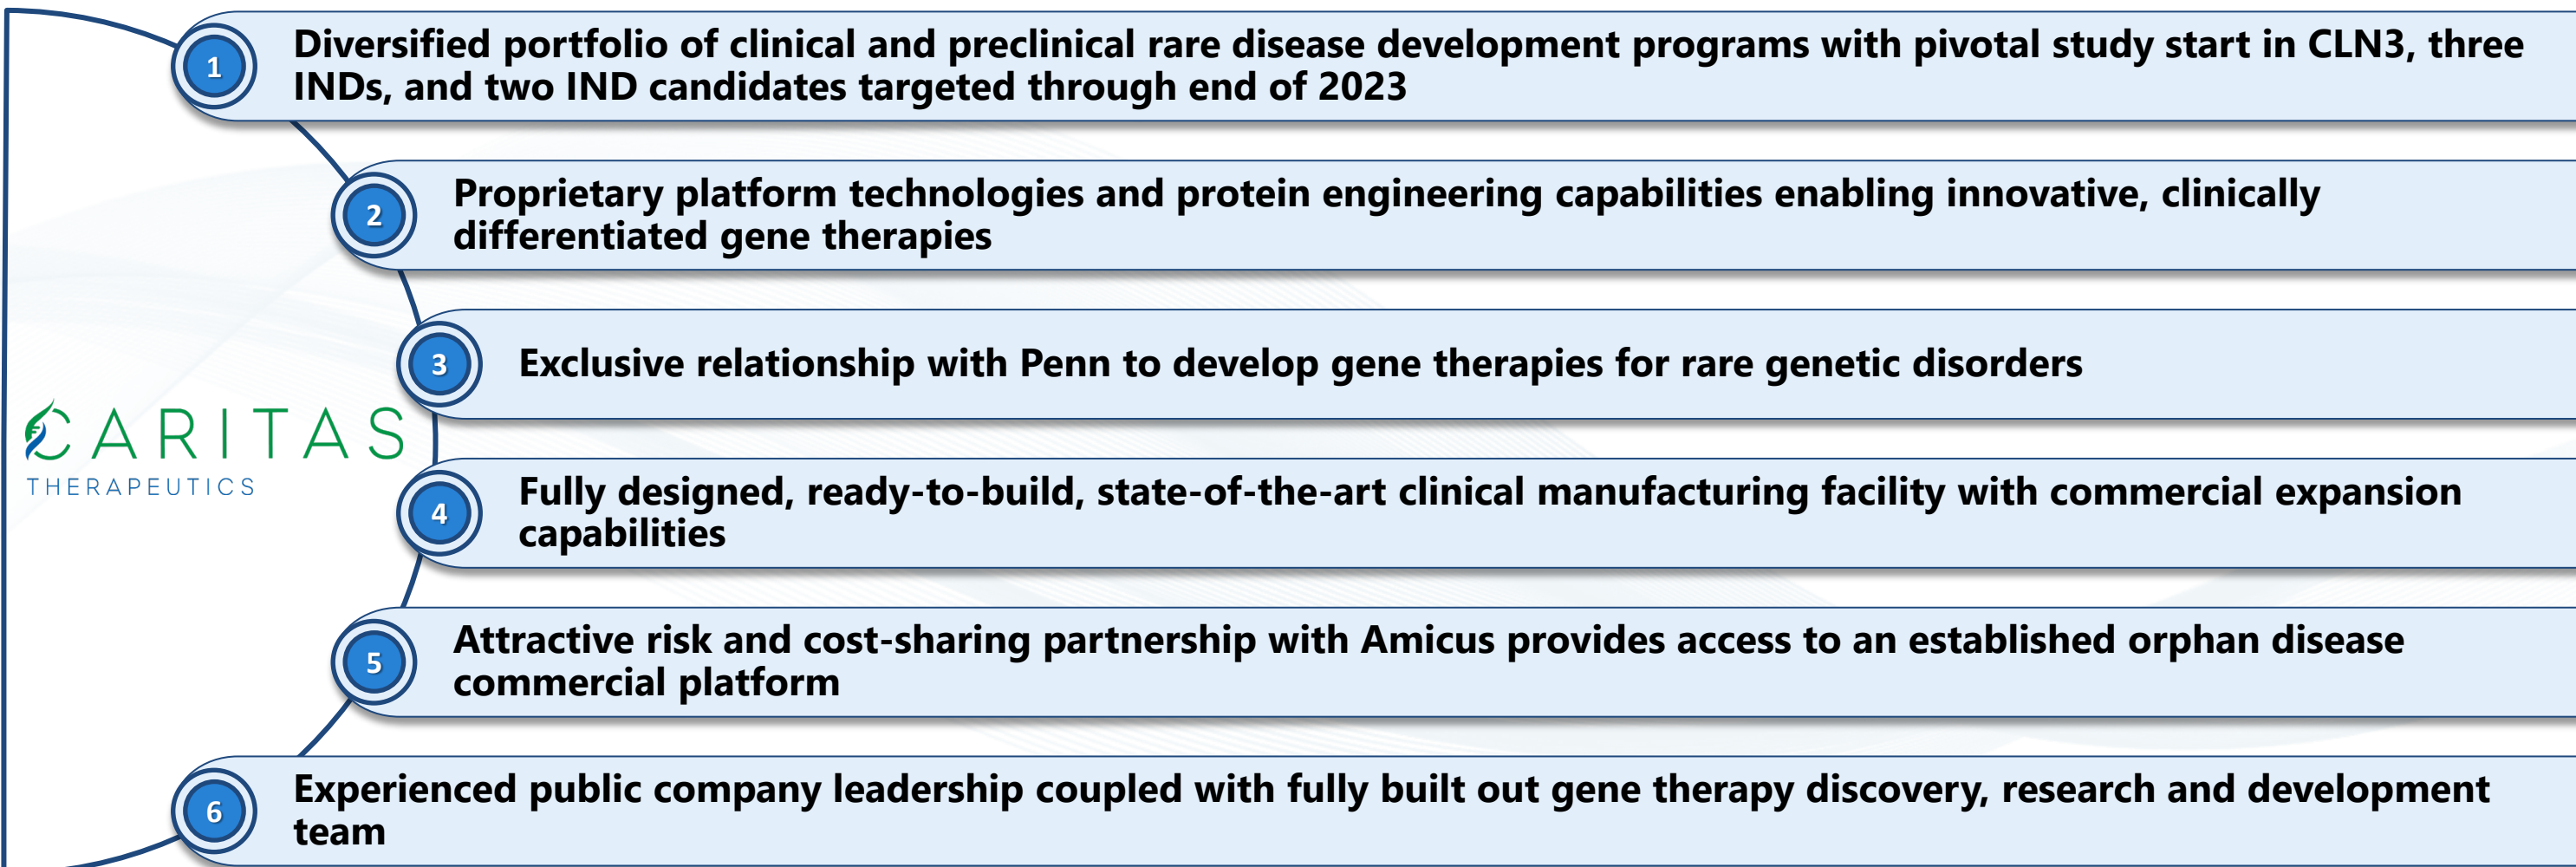 1
Diversified portfolio of clinical and preclinical rare disease development programs with pivotal study start in CLN3, three
INDs, and two IND candidates targeted through end of 2023
2
Proprietary platform technologies and protein engineering capabilities enabling innovative, clinically
differentiated gene therapies
3
Exclusive relationship with Penn to develop gene therapies for rare genetic disorders
CARITAS
THERAPEUTICS
4
Fully designed, ready-to-build, state-of-the-art clinical manufacturing facility with commercial expansion
capabilities
5
Attractive risk and cost-sharing partnership with Amicus provides access to an established orphan disease
commercial platform
6
Experienced public company leadership coupled with fully built out gene therapy discovery, research and development
team